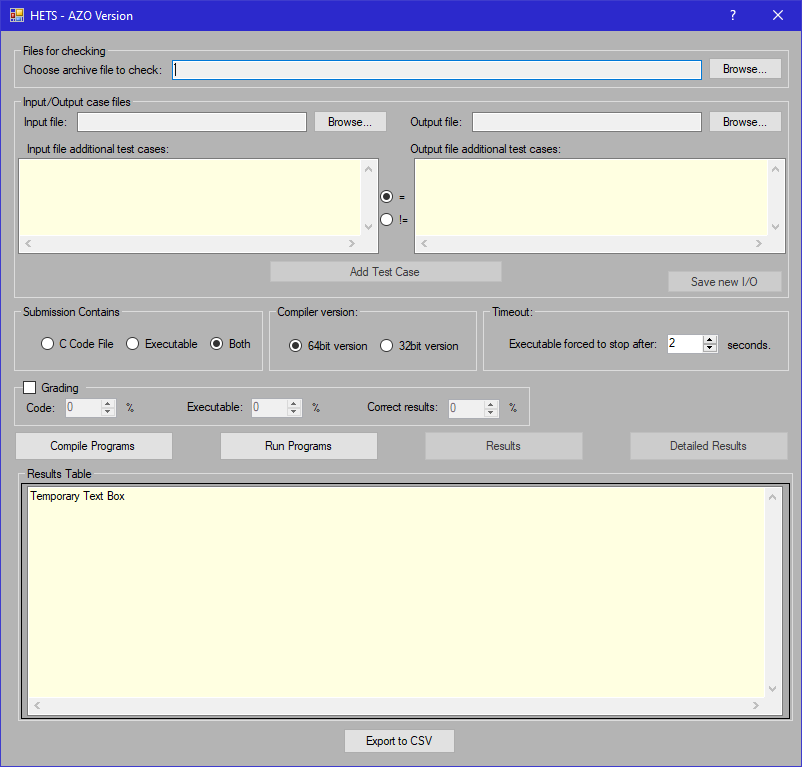 HETS - AZO Version ?
Files for checking
Choose archive file to check: Browse...
Input/Output case files
Input file: Browse... Output file: Browse...
Input file additional test cases: Output file additional test cases:
=
!=
Add Test Case
Save new I/O
Submission Contains Compiler version: Timeout:
C Code File Executable Both 64bit version 32bit version Executable forced to stop after: 2 seconds.
Grading
Code: 0 % Executable: 0 % Correct results: 0 %
Compile Programs Run Programs Results Detailed Results
Results Table
Temporary Text Box
Export to CSV